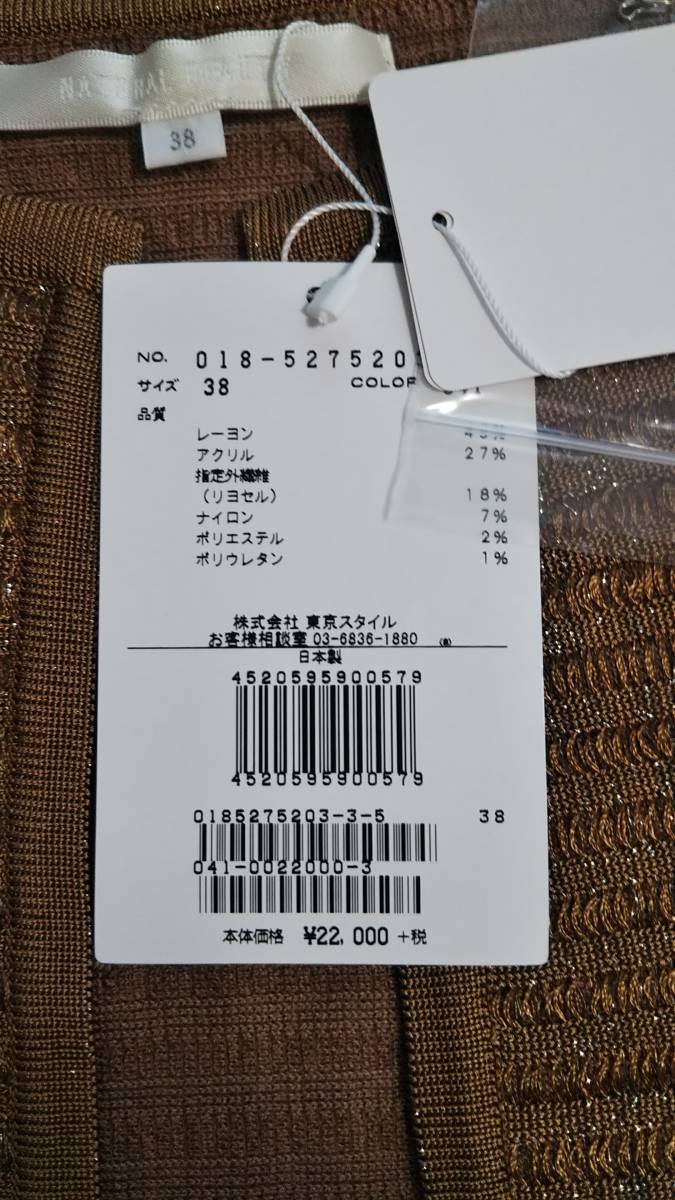 38
NO. 018-527520
サイズ 38 COLOR
品質
レーヨン
アクリル 27%
指定外繊維
(リヨセル) 18%
ナイロン 7%
ポリエステル 2%
ポリウレタン 1%
株式会社 東京スタイル
お客様相談室 03-6836-1880
日本製
4520595900579
4520595900579
0185275203-3-5 38
041-0022000-3
本体価格 ¥22,000 +税